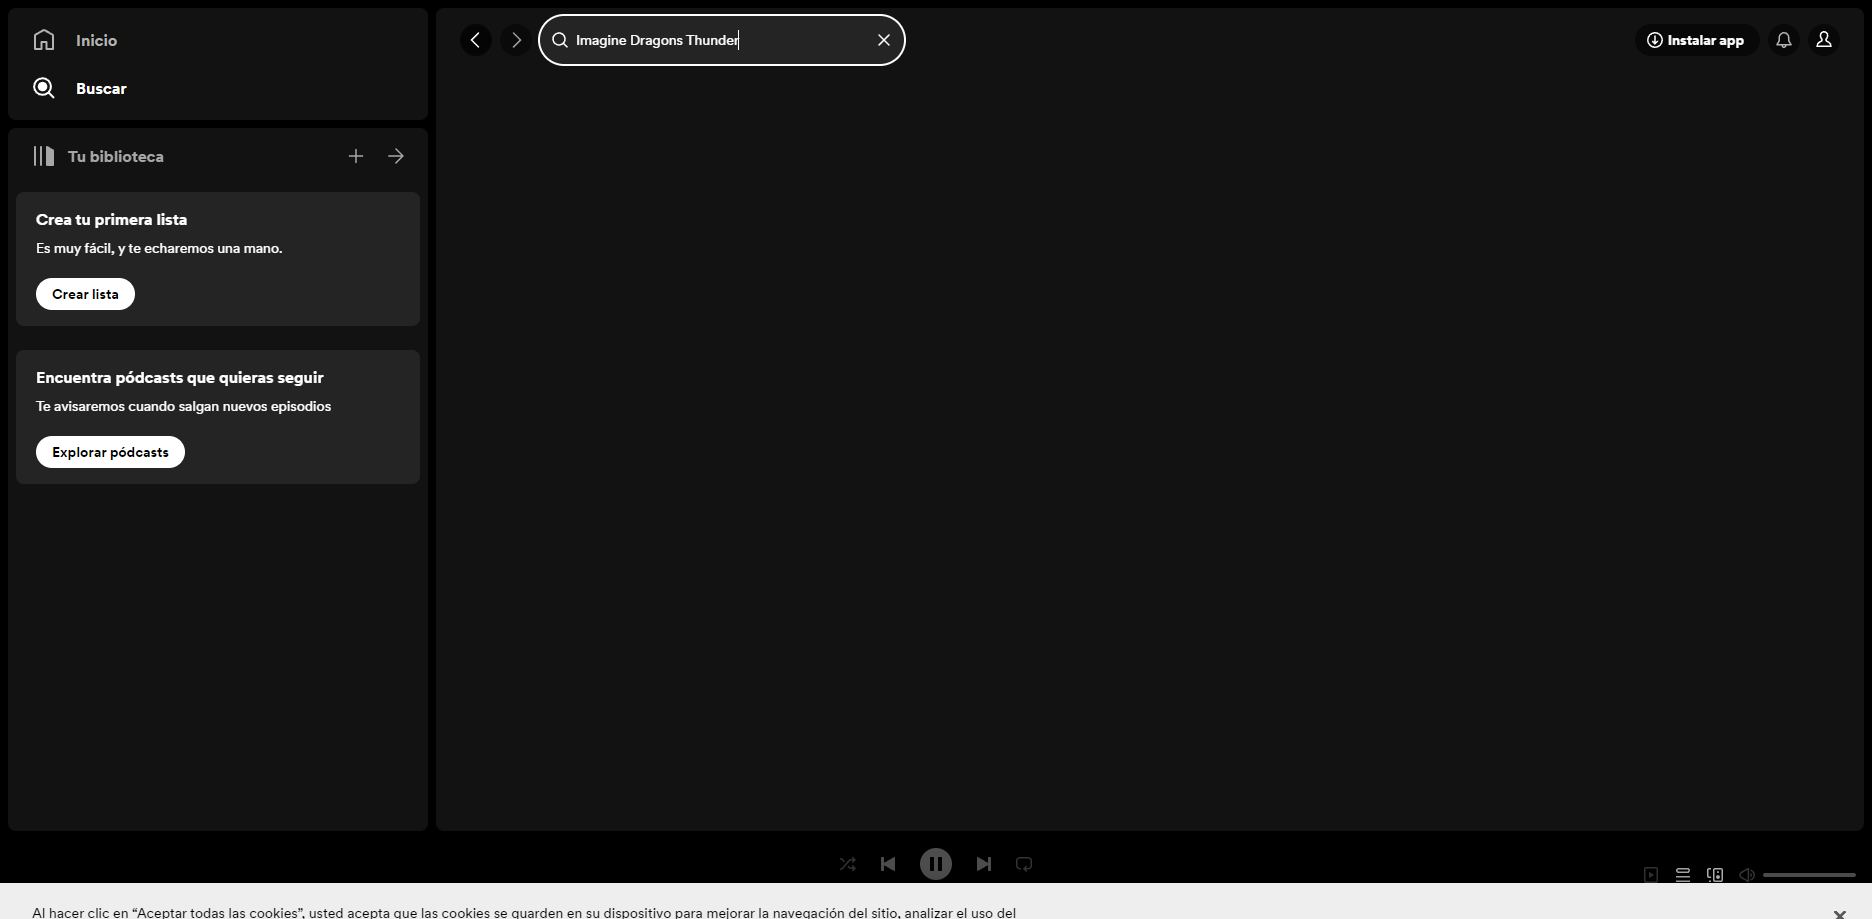 Inicio
Buscar
Tu biblioteca
Crea tu primera lista
Es muy fácil, y te echaremos una mano.
Crear lista
Encuentra pódcasts que quieras seguir
Te avisaremos cuando salgan nuevos episodios
Explorar pódcasts
Imagine Dragons Thunder
Instalar app
Al hacer clic en “Aceptar todas las cookies”, usted acepta que las cookies se guarden en su dispositivo para mejorar la navegación del sitio, analizar el uso del